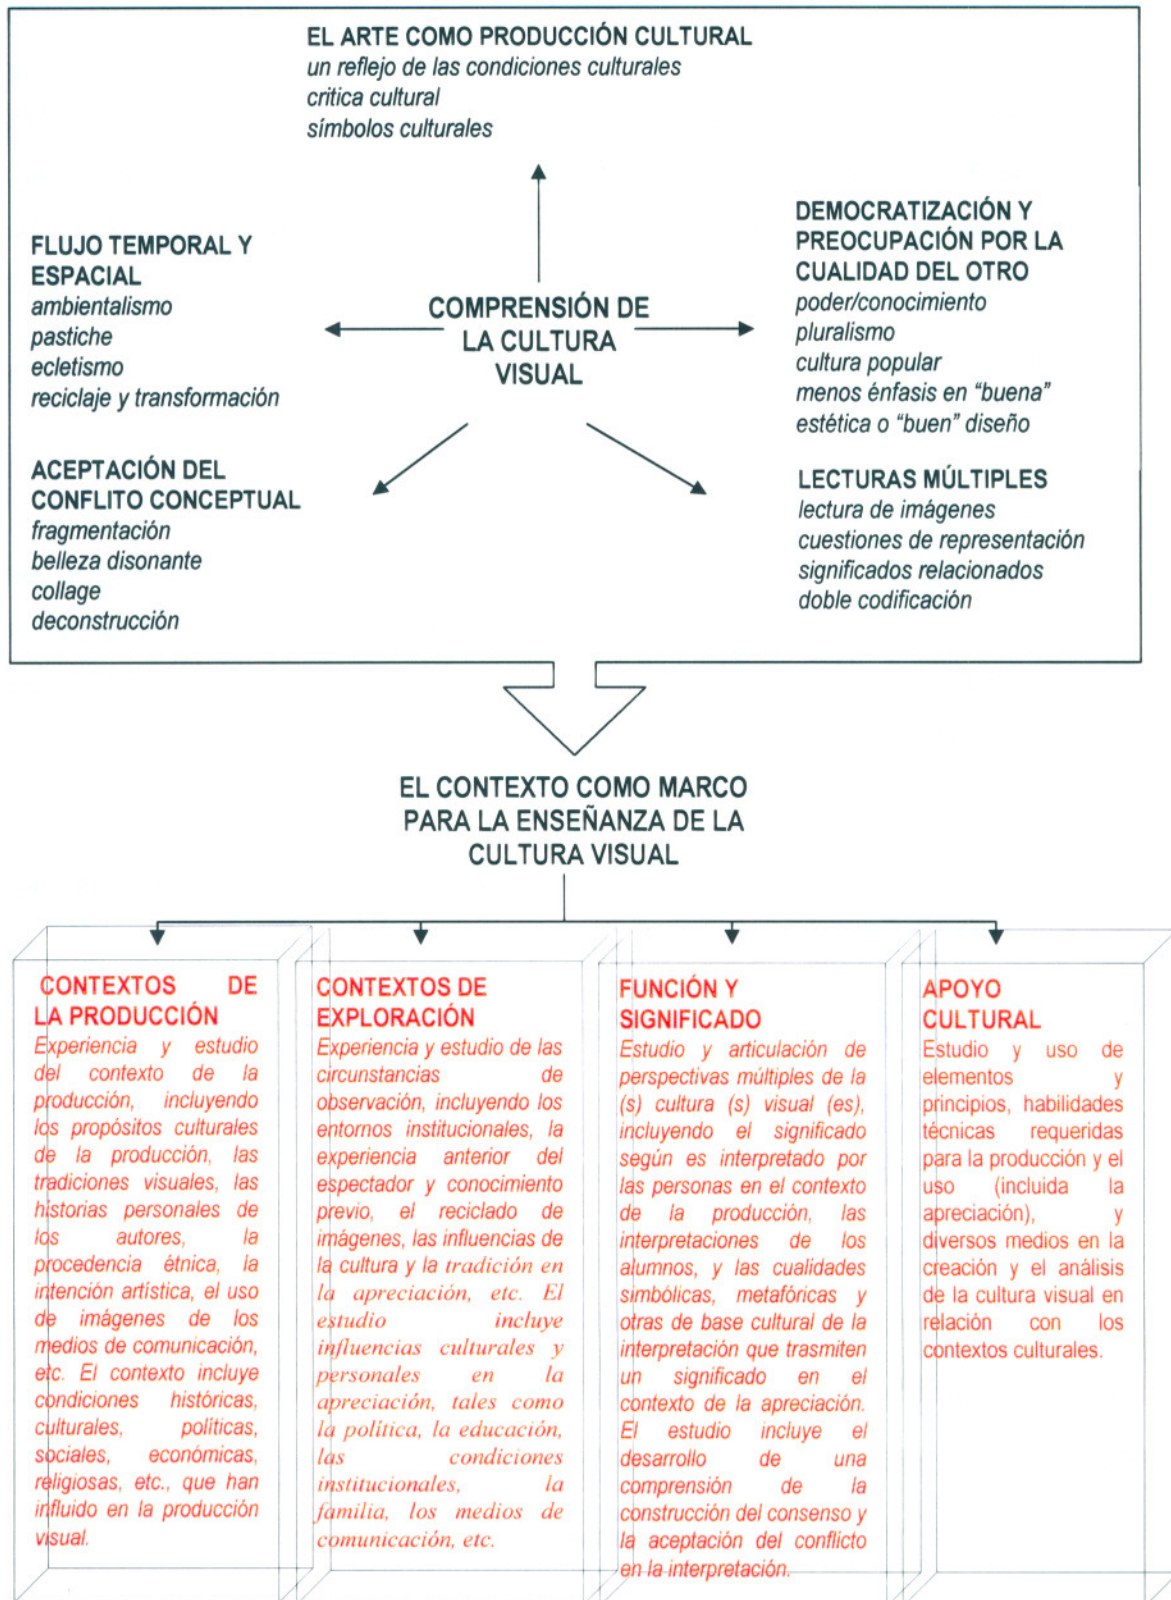 EL ARTE COMO PRODUCCIÓN CULTURAL
un reflejo de las condiciones culturales
critica cultural
símbolos culturales
FLUJO TEMPORAL Y
ESPACIAL
ambientalismo
pastiche
ecletismo
reciclaje y transformación
COMPRENSIÓN DE
LA CULTURA
VISUAL
DEMOCRATIZACIÓN Y
PREOCUPACIÓN POR LA
CUALIDAD DEL OTRO
poder/conocimiento
pluralismo
cultura popular
menos énfasis en “buena”
estética o “buen” diseño
ACEPTACIÓN DEL
CONFLITO CONCEPTUAL
fragmentación
belleza disonante
collage
deconstrucción
LECTURAS MÚLTIPLES
lectura de imágenes
cuestiones de representación
significados relacionados
doble codificación
EL CONTEXTO COMO MARCO
PARA LA ENSEÑANZA DE LA
CULTURA VISUAL
CONTEXTOS DE
LA PRODUCCIÓN
Experiencia y estudio
del contexto de la
producción, incluyendo
los propósitos culturales
de la producción, las
tradiciones visuales, las
historias personales de
los autores, la
procedencia étnica, la
intención artística, el uso
de imágenes de los
medios de comunicación,
etc. El contexto incluye
condiciones históricas,
culturales, políticas,
sociales, económicas,
religiosas, etc., que han
influido en la producción
visual.
CONTEXTOS DE
EXPLORACIÓN
Experiencia y estudio de las
circunstancias de
observación, incluyendo los
entornos institucionales, la
experiencia anterior del
espectador y conocimiento
previo, el reciclado de
imágenes, las influencias de
la cultura y la tradición en
la apreciación, etc. El
estudio incluye
influencias culturales y
personales en la
apreciación, tales como
la política, la educación,
las condiciones
institucionales, la
familia, los medios de
comunicación, etc.
FUNCIÓN Y
SIGNIFICADO
Estudio y articulación de
perspectivas múltiples de la
(s) cultura (s) visual (es),
incluyendo el significado
según es interpretado por
las personas en el contexto
de la producción, las
interpretaciones de los
alumnos, y las cualidades
simbólicas, metafóricas y
otras de base cultural de la
interpretación que trasmiten
un significado en el
contexto de la apreciación.
El estudio incluye el
desarrollo de una
comprensión de la
construcción del consenso y
la aceptación del conflicto
en la interpretación.
APOYO
CULTURAL
Estudio y uso de
elementos y
principios, habilidades
técnicas requeridas
para la producción y el
uso (incluida la
apreciación), y
diversos medios en la
creación y el análisis
de la cultura visual en
relación con los
contextos culturales.